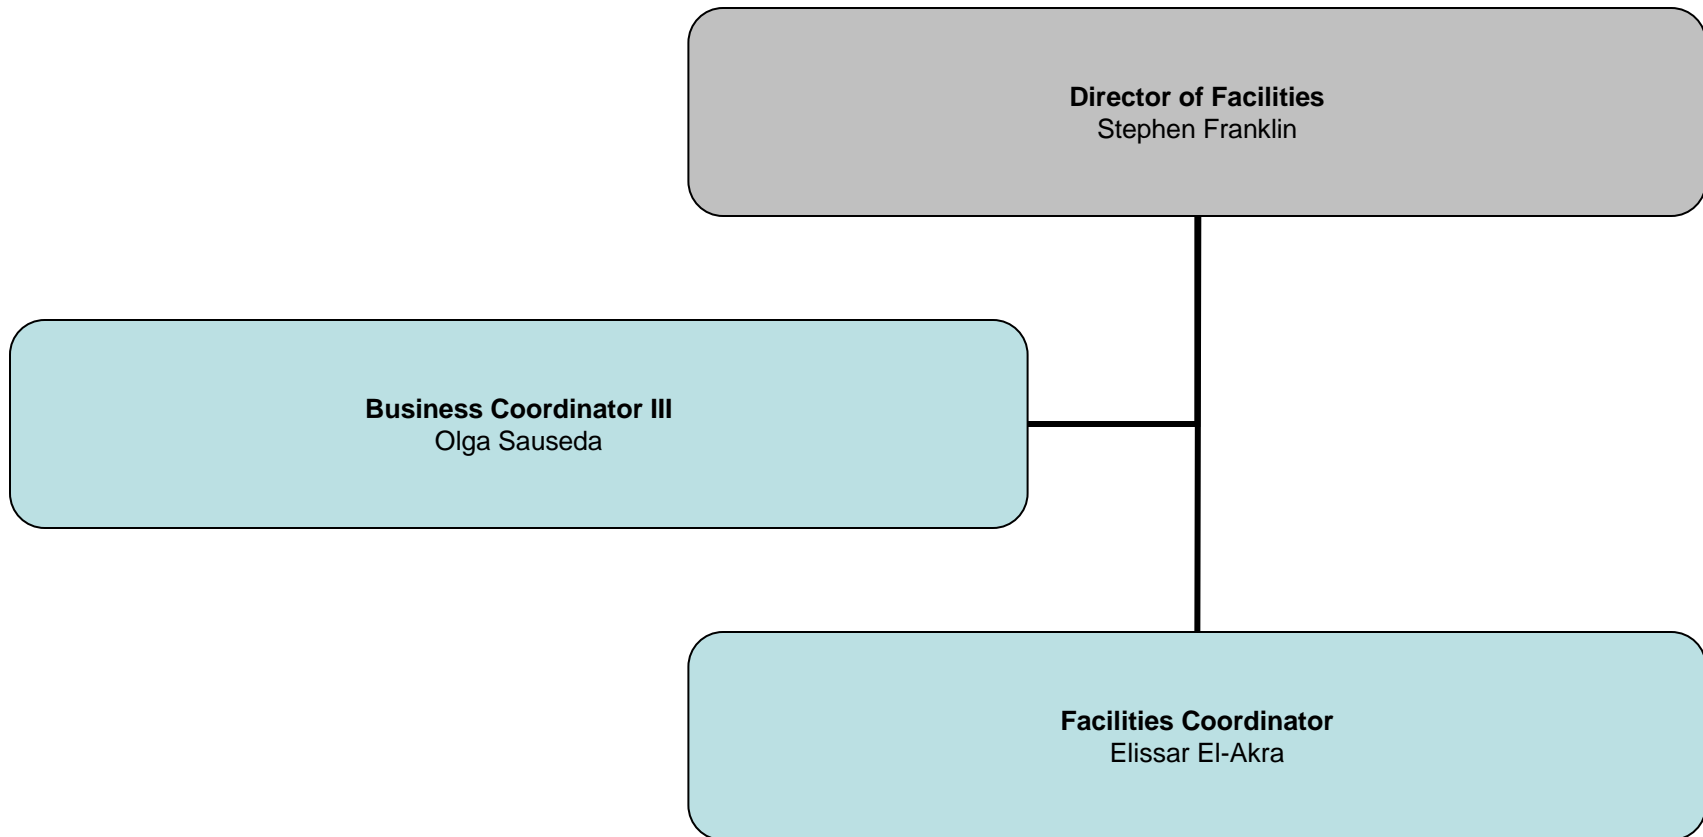 Director of Facilities
Stephen Franklin
Business Coordinator III
Olga Sauseda
Facilities Coordinator
Elissar El-Akra